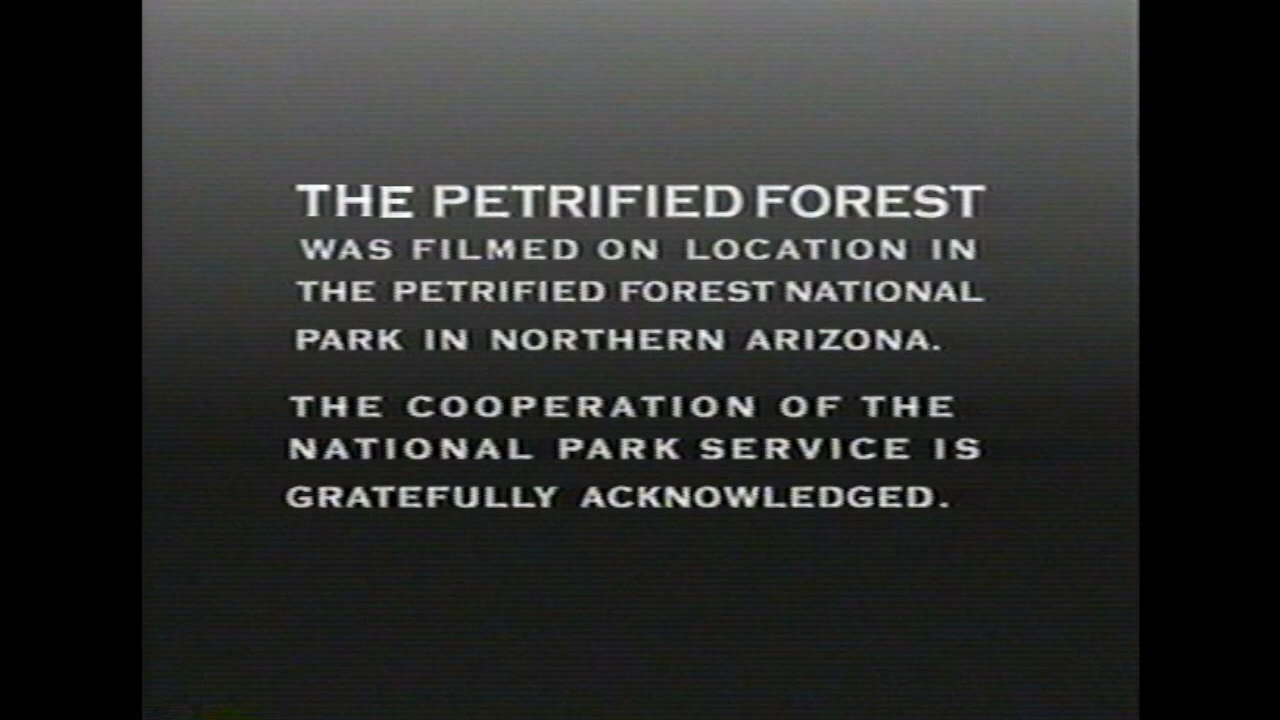 THE PETRIFIED FOREST
WAS FILMED ON LOCATION IN
THE PETRIFIED FOREST NATIONAL
PARK IN NORTHERN ARIZONA.
THE COOPERATION OF THE
NATIONAL PARK SERVICE IS
GRATEFULLY ACKNOWLEDGED.